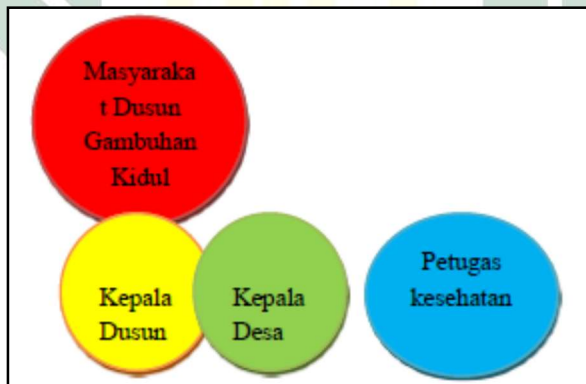 Masyaraka
t Dusun
Gambuhan
Kidul
Kepala
Dusun
Kepala
Desa
Petugas
kesehatan